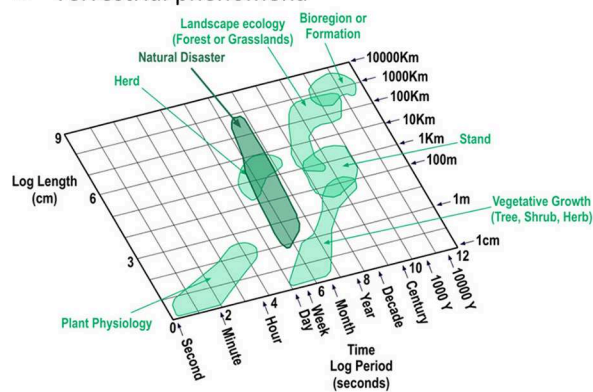 Landscape ecology
(Forest or Grasslands)
Bioregion or
Formation
Natural Disaster
Herd
10000Km
1000Km
100Km
10Km
1Km
100m
1m
1cm
Stand
Vegetative Growth
(Tree, Shrub, Herb)
9
6
3
Log Length
(cm)
Plant Physiology
0
2
4
6
8
10
12
Second
Minute
Hour
Day
Week
Month
Year
Decade
Century
1000 Y
10000 Y
Time
Log Period
(seconds)